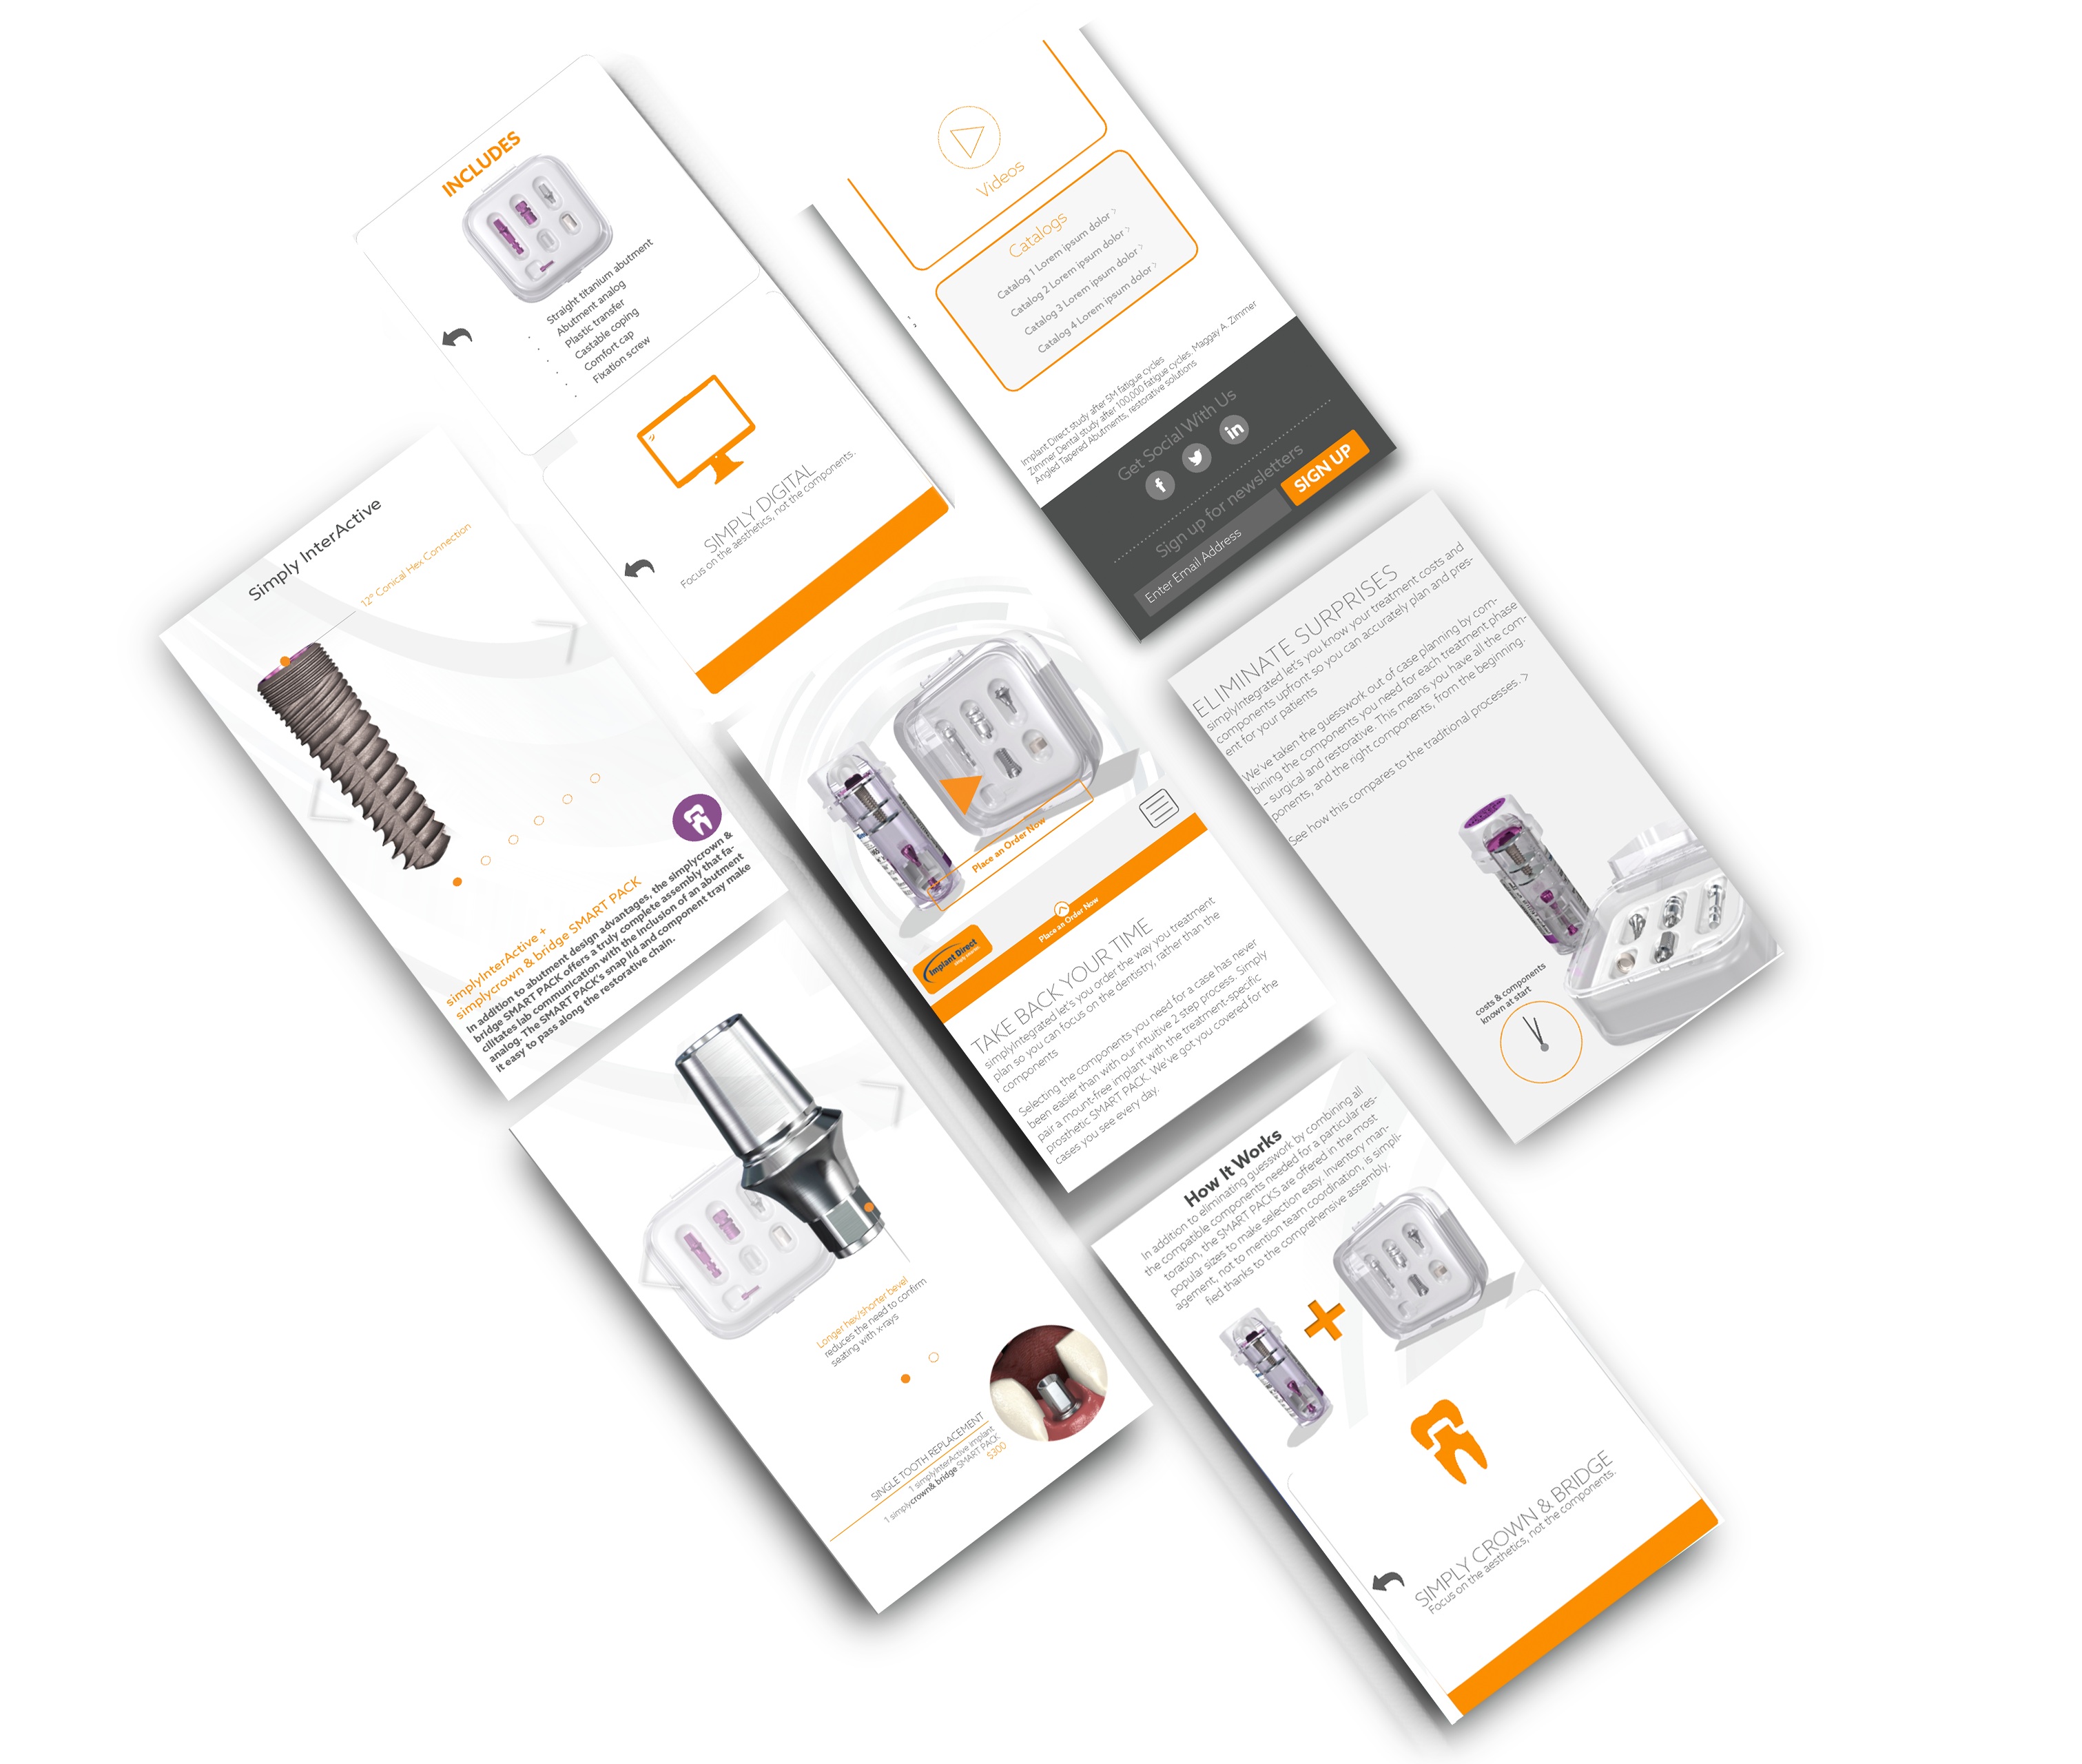 INCLUDES
Straight titanium abutment
Abutment analog
Plastic transfer
Castable coping
Comfort cap
Fixation screw
SIMPLY DIGITAL
Focus on the aesthetics, not the components.
Videos
Catalogs
Catalog 1 Lorem ipsum dolor >
Catalog 2 Lorem ipsum dolor >
Catalog 3 Lorem ipsum dolor >
Catalog 4 Lorem ipsum dolor >
Implant Direct study after 5M fatigue cycles
Zimmer Dental study after 100,000 fatigue cycles. Maggay A. Zimmer
Angled Tapered Abutments, restorative solutions
Get Social With Us
f
in
Sign up for newsletters
Enter Email Address
SIGN UP
Simply InterActive
12° Conical Hex Connection
simplyInterActive +
simplycrown & bridge SMART PACK
In addition to abutment design advantages, the simplycrown &
bridge SMART PACK offers a truly complete assembly that fa-
cilitates lab communication with the inclusion of an abutment
analog. The SMART PACK's snap lid and component tray make
it easy to pass along the restorative chain.
Place an Order Now
Implant Direct
Place an Order Now
TAKE BACK YOUR TIME
simplyIntegrated let's you order the way you treatment
plan so you can focus on the dentistry, rather than the
components
Selecting the components you need for a case has never
been easier than with our intuitive 2 step process. Simply
pair a mount-free implant with the treatment-specific
prosthetic SMART PACK. We've got you covered for the
cases you see every day.
ELIMINATE SURPRISES
simplyIntegrated let's you know your treatment costs and
components upfront so you can accurately plan and pres-
ent for your patients
We've taken the guesswork out of case planning by com-
bining the components you need for each treatment phase
– surgical and restorative. This means you have all the com-
ponents, and the right components, from the beginning.
See how this compares to the traditional processes. >
costs & components
known at start
Longer hex/shorter bevel
reduces the need to confirm
seating with x-rays
SINGLE TOOTH REPLACEMENT
1 simplyInterActive implant
1 simplycrown& bridge SMART PACK
$300
How It Works
In addition to eliminating guesswork by combining all
the compatible components needed for a particular res-
toration, the SMART PACKS are offered in the most
popular sizes to make selection easy. Inventory man-
agement, not to mention team coordination, is simpli-
fied thanks to the comprehensive assembly.
SIMPLY CROWN & BRIDGE
Focus on the aesthetics, not the components.